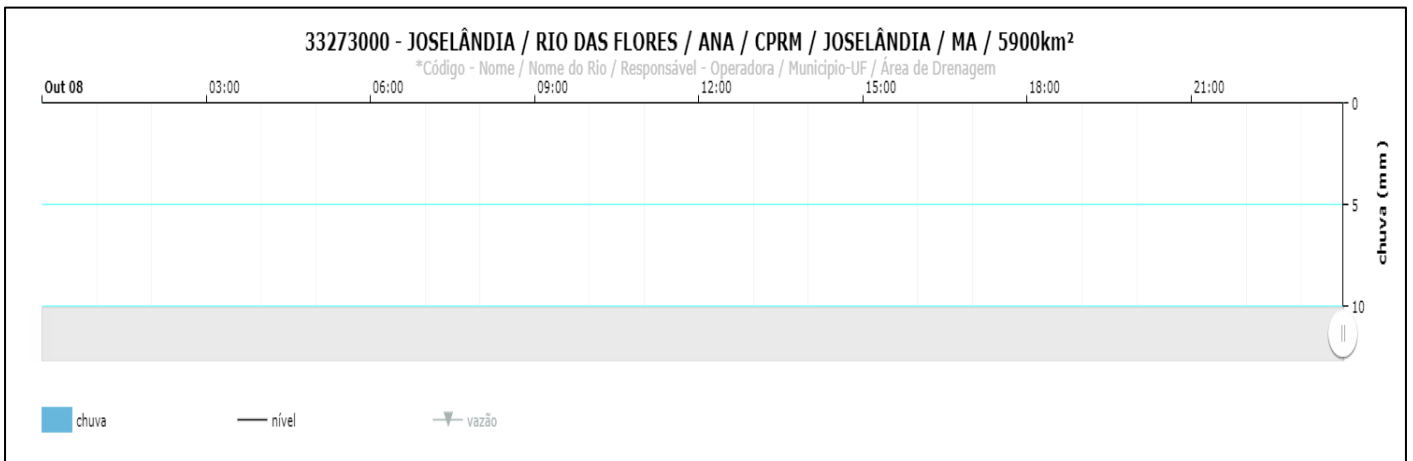 33273000 - JOSELÂNDIA / RIO DAS FLORES / ANA / CPRM / JOSELÂNDIA / MA / 5900km²
*Código - Nome / Nome do Rio / Responsável - Operadora / Municipio-UF / Área de Drenagem
Out 08 03:00 06:00 09:00 12:00 15:00 18:00 21:00
0
5
10
chuva (mm)
chuva nível vazão